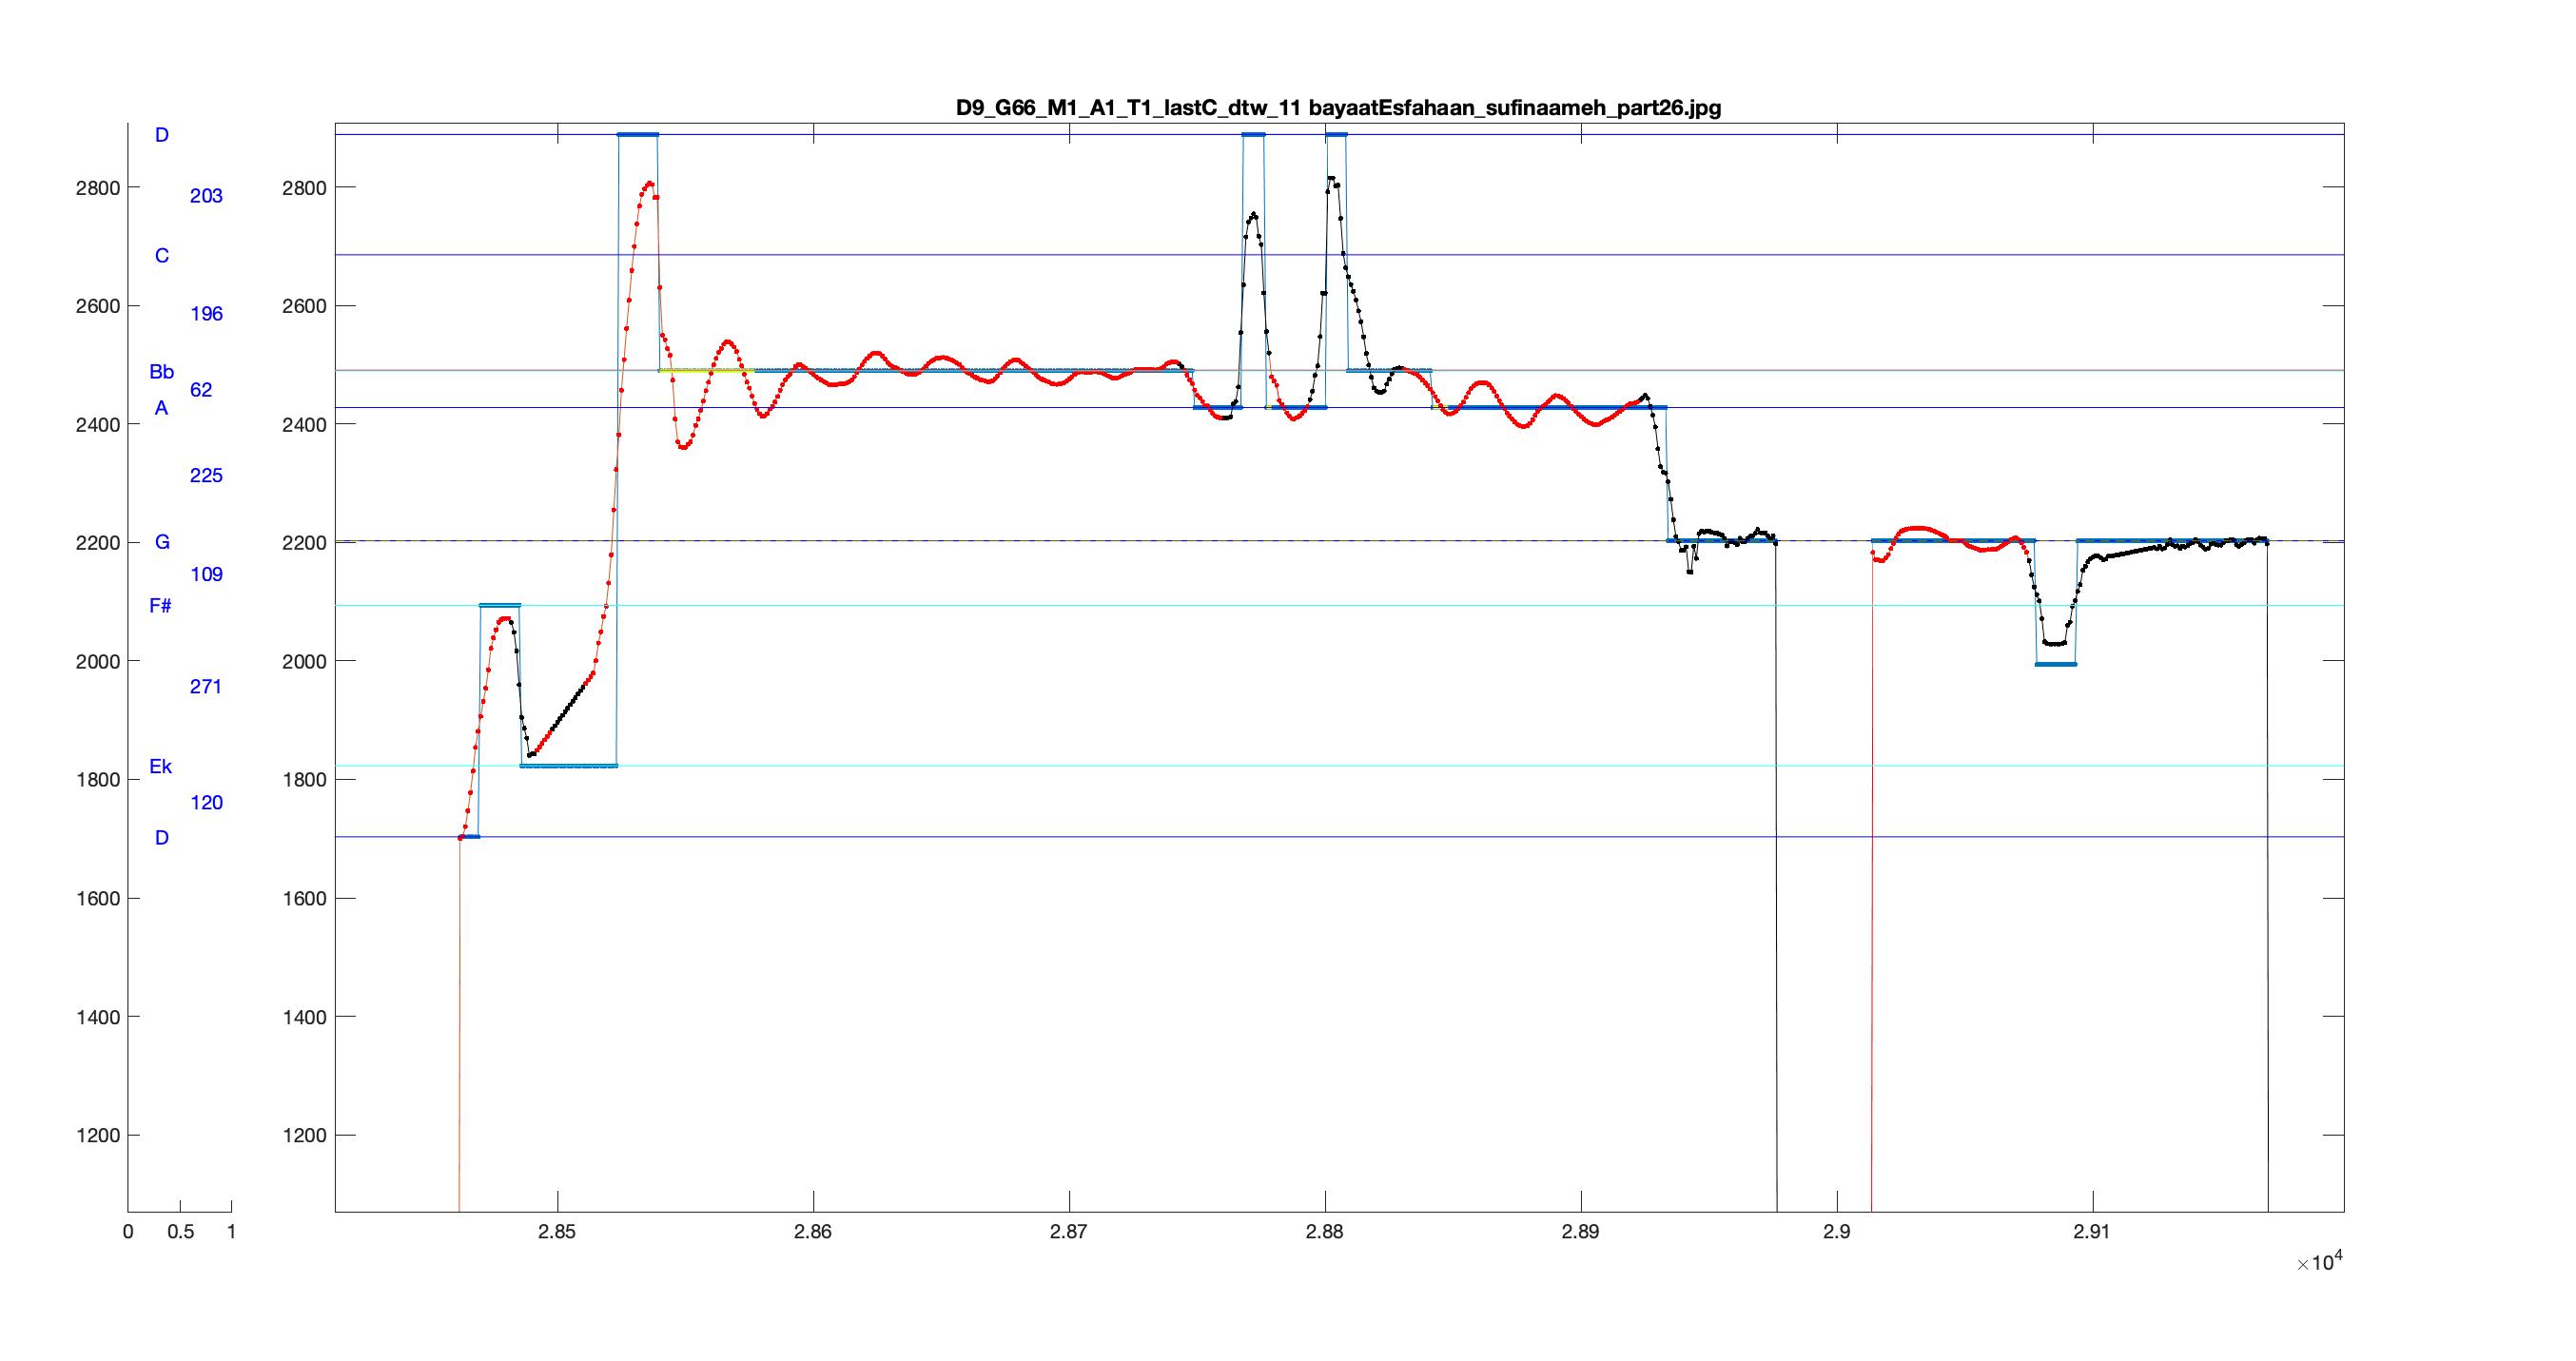 D9_G66_M1_A1_T1_lastC_dtw_11 bayaatEsfahaan_sufinaameh_part26.jpg
D
2800 203 2800
C
2600 196 2600
Bb
62
A
2400 2400
225
2200 G 2200
109
F#
2000 2000
271
Ek
1800 1800
120
D
1600 1600
1400 1400
1200 1200
0 0.5 1 2.85 2.86 2.87 2.88 2.89 2.9 2.91
×10⁴